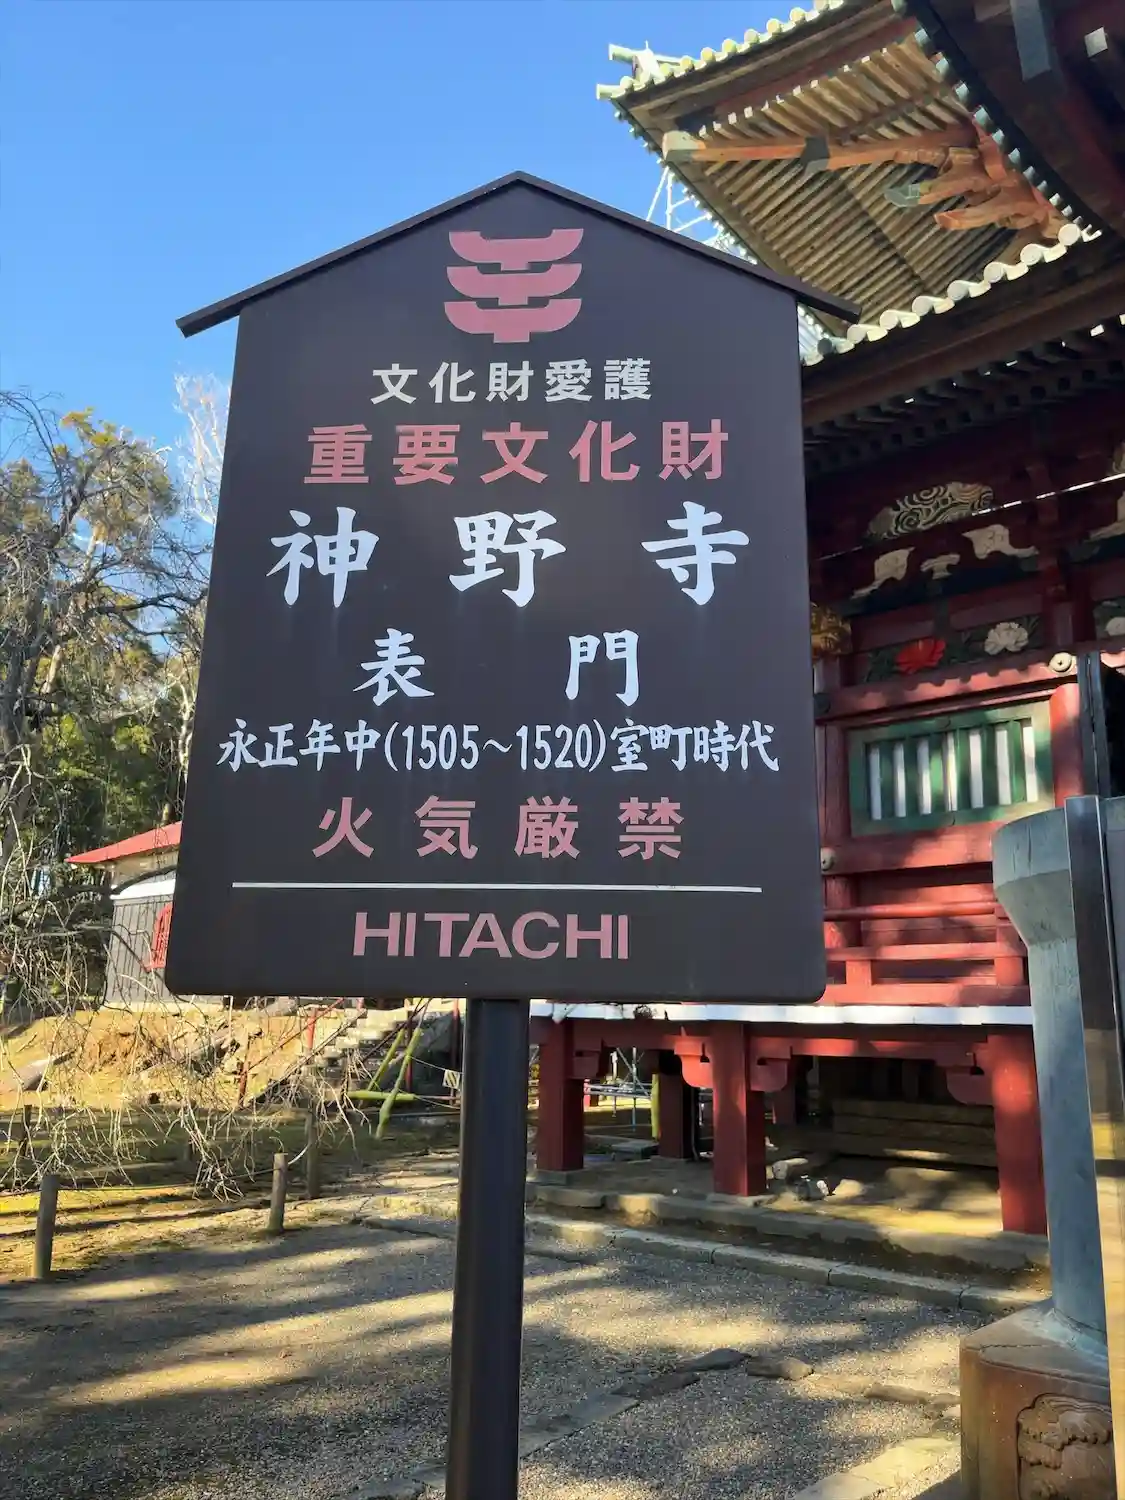 文化財愛護
重要文化財
神野寺
表門
永正年中(1505～1520)室町時代
火気厳禁
HITACHI